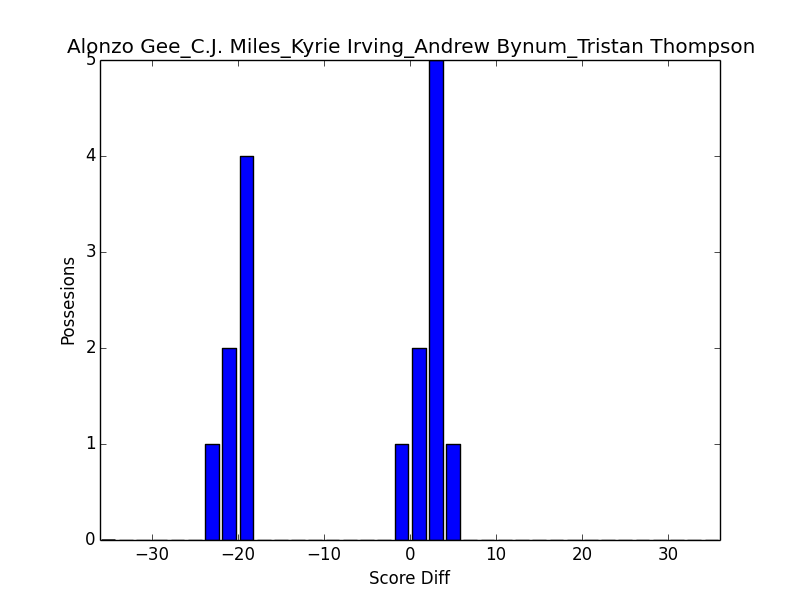 Alonzo Gee_C.J. Miles_Kyrie Irving_Andrew Bynum_Tristan Thompson
5
4
3
2
1
0
Possesions
−30 −20 −10 0 10 20 30
Score Diff